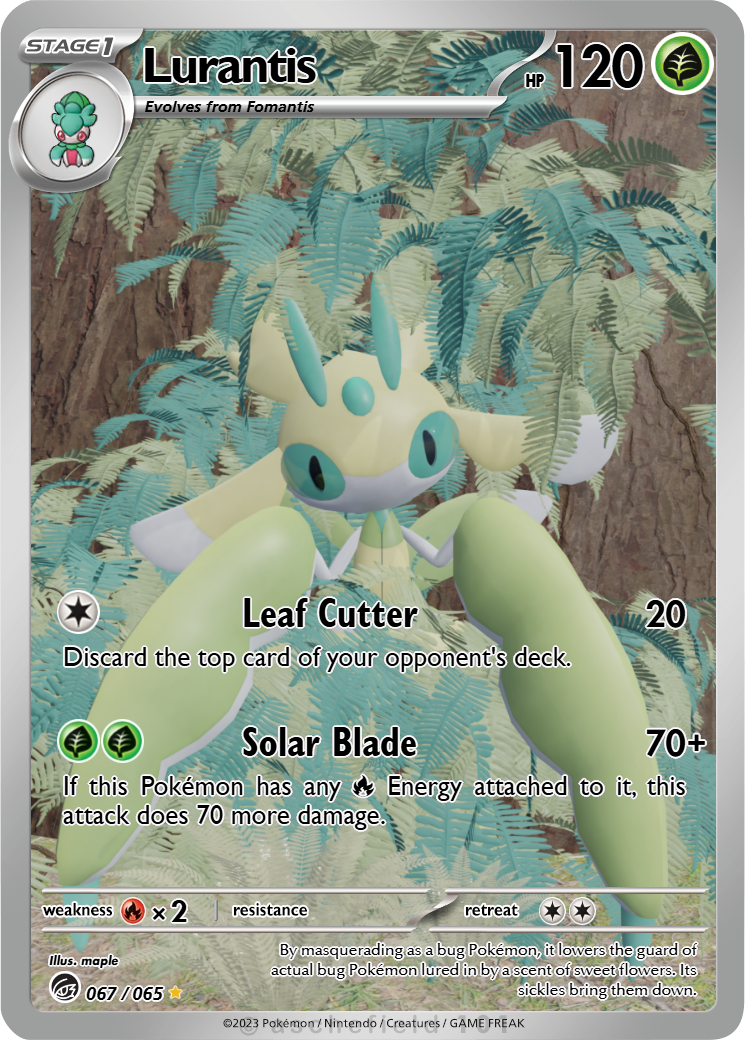 STAGE 1
Lurantis
HP 120
Evolves from Fomantis
Leaf Cutter 20
Discard the top card of your opponent's deck.
Solar Blade 70+
If this Pokémon has any Energy attached to it, this
attack does 70 more damage.
weakness ×2 resistance retreat
Illus. maple
By masquerading as a bug Pokémon, it lowers the guard of
actual bug Pokémon lured in by a scent of sweet flowers. Its
sickles bring them down.
067 / 065
©2023 Pokémon / Nintendo / Creatures / GAME FREAK